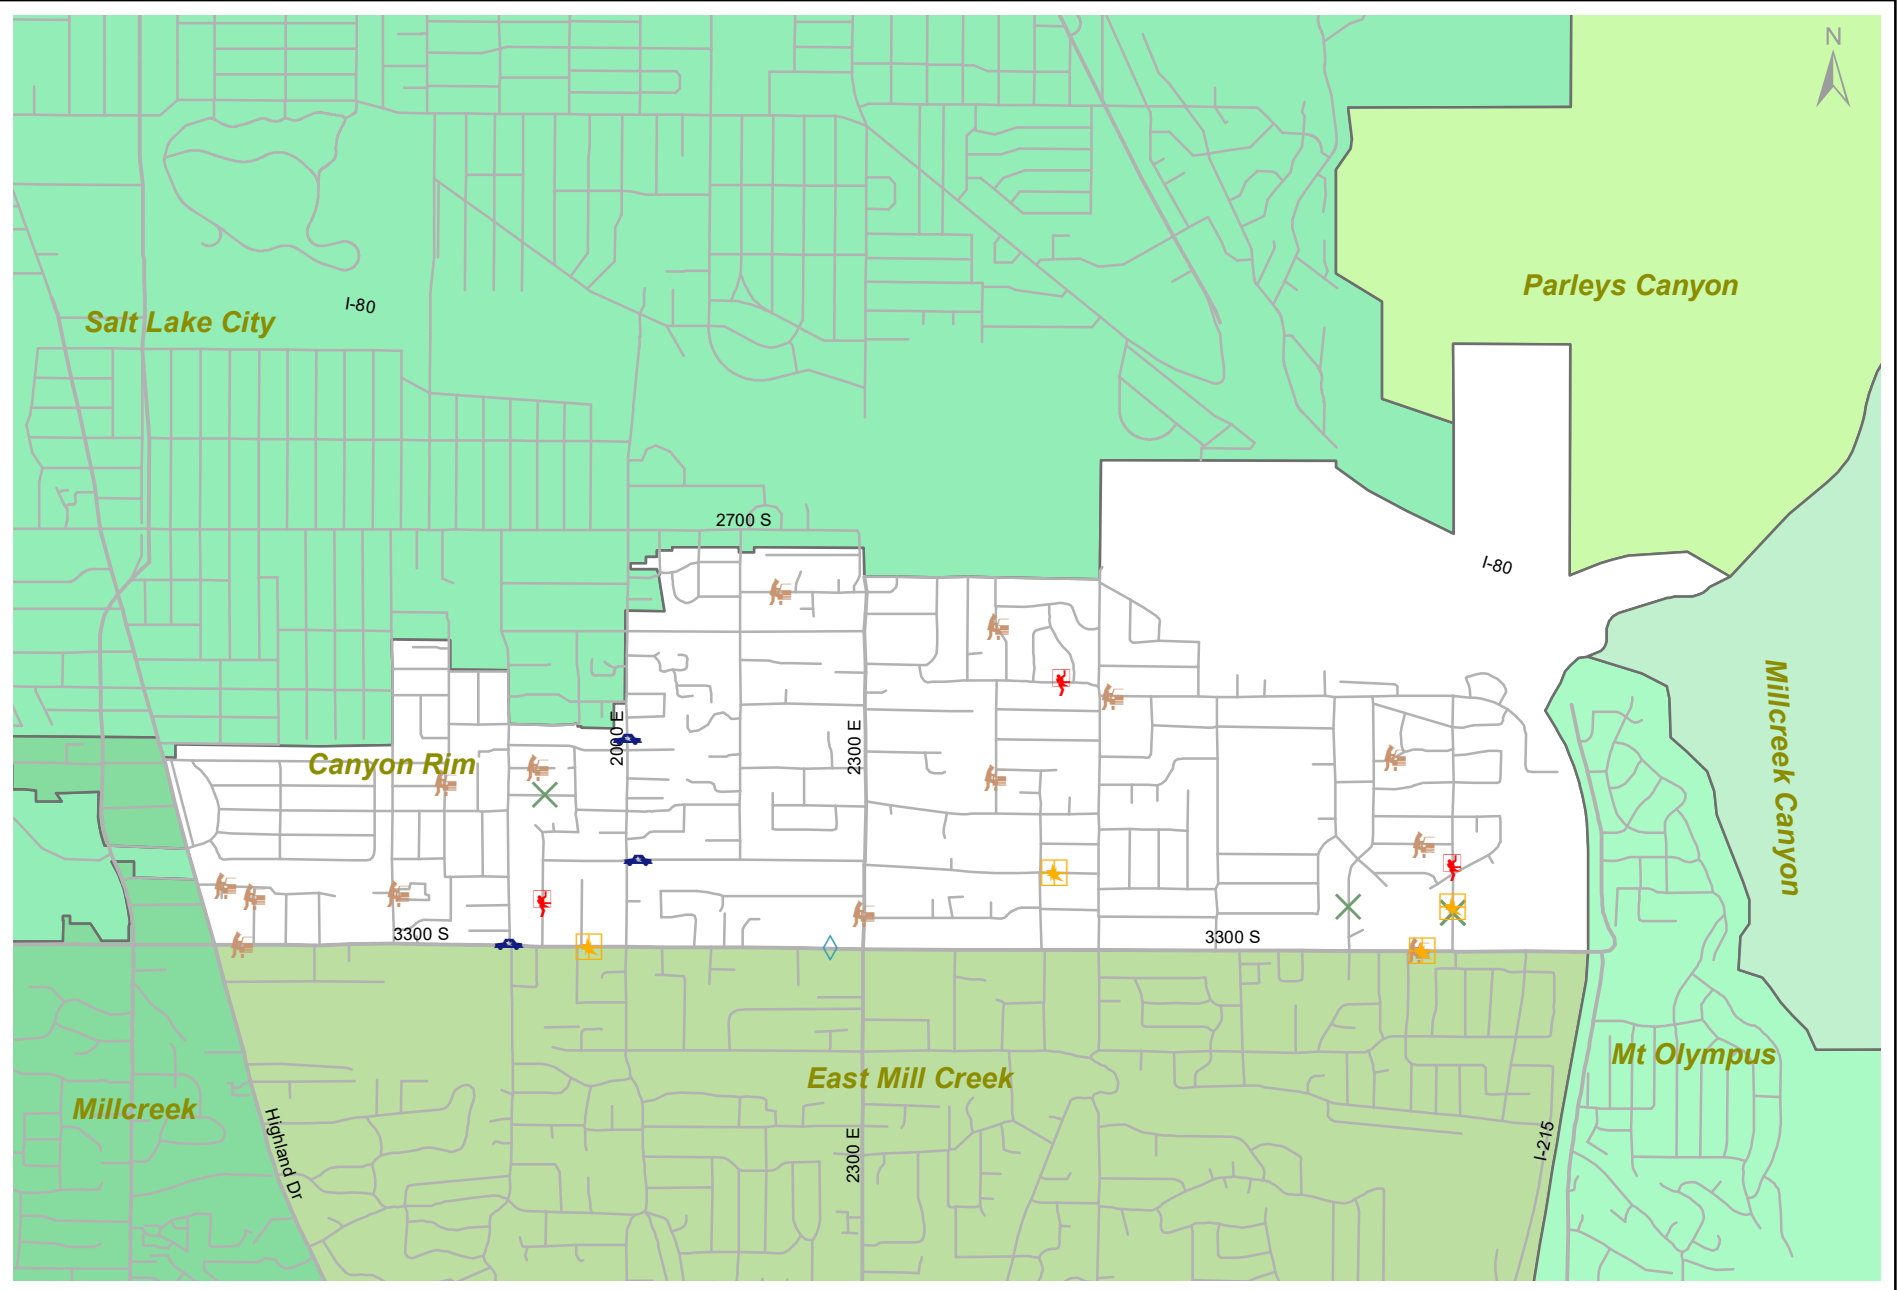 N
Parleys Canyon
I-80
Salt Lake City
2700 S
I-80
2000 E
2300 E
Canyon Rim
Millcreek Canyon
3300 S
3300 S
Mt Olympus
East Mill Creek
Millcreek
Highland Dr
2300 E
I-215